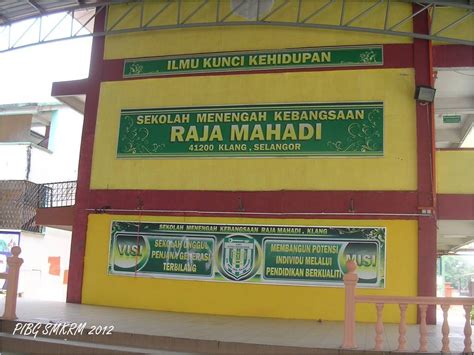 ILMU KUNCI KEHIDUPAN
SEKOLAH MENENGAH KEBANGSAAN
RAJA MAHADI
41200 KLANG, SELANGOR
SEKOLAH MENENGAH KEBANGSAAN RAJA MAHADI, KLANG
VISI
SEKOLAH UNGGUL
PENJANA GENERASI
TERBILANG
MEMBANGUN POTENSI
INDIVIDU MELALUI
PENDIDIKAN BERKUALITI
MISI
PIBG SMKRM 2012